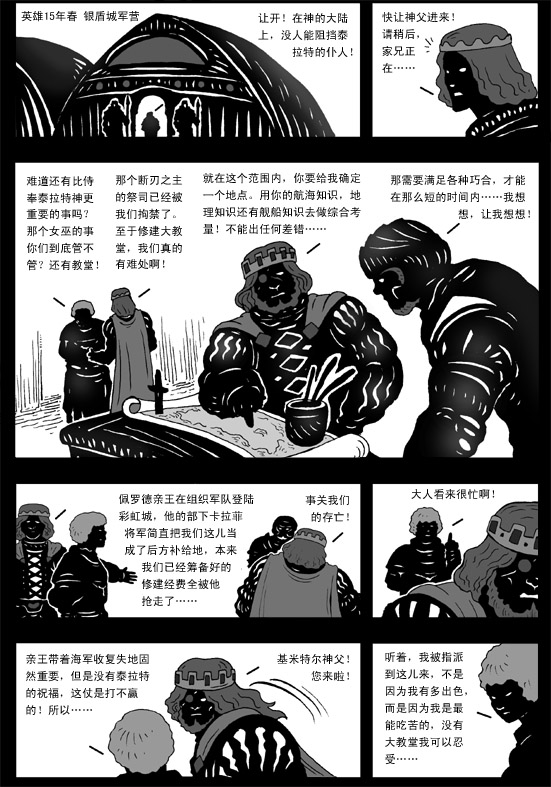 英雄15年春 银盾城军营
让开！在神的大陆
上，没人能阻挡泰
拉特的仆人！
快让神父进来！
请稍后，
家兄正
在……
难道还有比侍
奉泰拉特神更
重要的事吗？
那个女巫的事
你们到底管不
管？还有教堂！
那个断刃之主
的祭司已经被
我们拘禁了。
至于修建大教
堂，我们真的
有难处啊！
就在这个范围内，你要给我确定
一个地点。用你的航海知识，地
理知识还有舰船知识去做综合考
量！不能出任何差错……
那需要满足各种巧合，才能
在那么短的时间内……我想
想，让我想想！
佩罗德亲王在组织军队登陆
彩虹城，他的部下卡拉菲
将军简直把我们这儿当
成了后方补给地，本来
我们已经筹备好的
修建经费全被他
抢走了……
事关我们
的存亡！
大人看来很忙啊！
亲王带着海军收复失地固
然重要，但是没有泰拉特
的祝福，这仗是打不赢
的！所以……
基米特尔神父！
您来啦！
听着，我被指派
到这儿来，不是
因为我有多出色，
而是因为我是最
能吃苦的，没有
大教堂我可以忍
受……